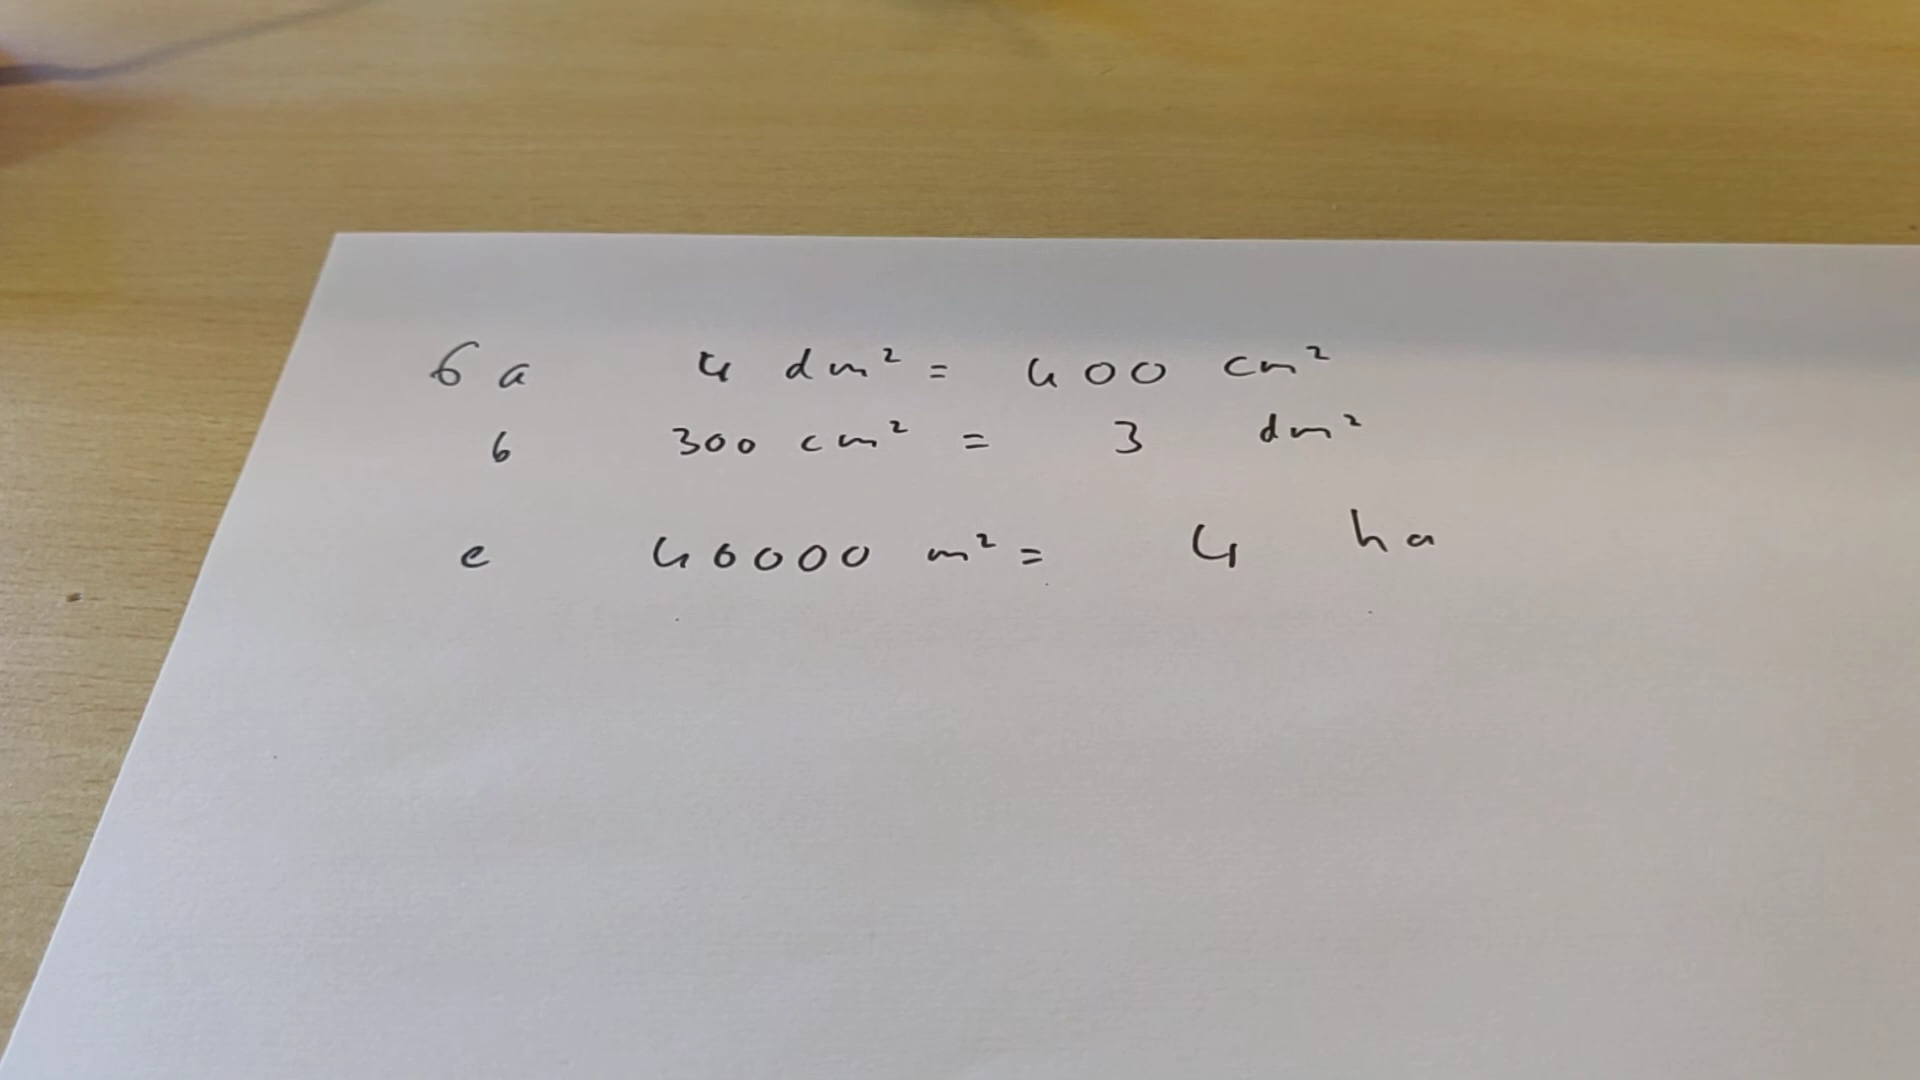 6 a 4 dm² = 400 cm²
b 300 cm² = 3 dm²
e 40000 m² = 4 ha